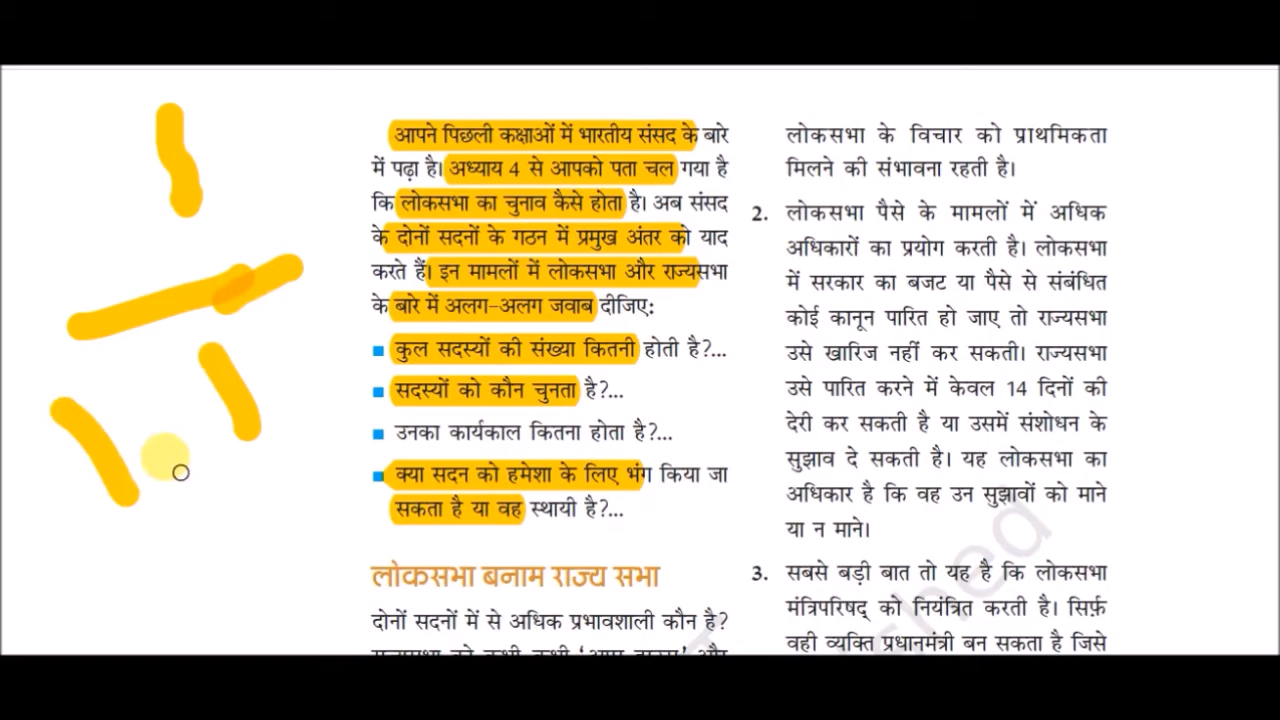 आपने पिछली कक्षाओं में भारतीय संसद के बारे
में पढ़ा है। अध्याय 4 से आपको पता चल गया है
कि लोकसभा का चुनाव कैसे होता है। अब संसद
के दोनों सदनों के गठन में प्रमुख अंतर को याद
करते हैं। इन मामलों में लोकसभा और राज्यसभा
के बारे में अलग-अलग जवाब दीजिए:
■ कुल सदस्यों की संख्या कितनी होती है?...
■ सदस्यों को कौन चुनता है?...
■ उनका कार्यकाल कितना होता है?...
■ क्या सदन को हमेशा के लिए भंग किया जा
सकता है या वह स्थायी है?...
लोकसभा बनाम राज्य सभा
दोनों सदनों में से अधिक प्रभावशाली कौन है?
लोकसभा के विचार को प्राथमिकता
मिलने की संभावना रहती है।
2. लोकसभा पैसे के मामलों में अधिक
अधिकारों का प्रयोग करती है। लोकसभा
में सरकार का बजट या पैसे से संबंधित
कोई कानून पारित हो जाए तो राज्यसभा
उसे खारिज नहीं कर सकती। राज्यसभा
उसे पारित करने में केवल 14 दिनों की
देरी कर सकती है या उसमें संशोधन के
सुझाव दे सकती है। यह लोकसभा का
अधिकार है कि वह उन सुझावों को माने
या न माने।
3. सबसे बड़ी बात तो यह है कि लोकसभा
मंत्रिपरिषद् को नियंत्रित करती है। सिर्फ़
वही व्यक्ति प्रधानमंत्री बन सकता है जिसे